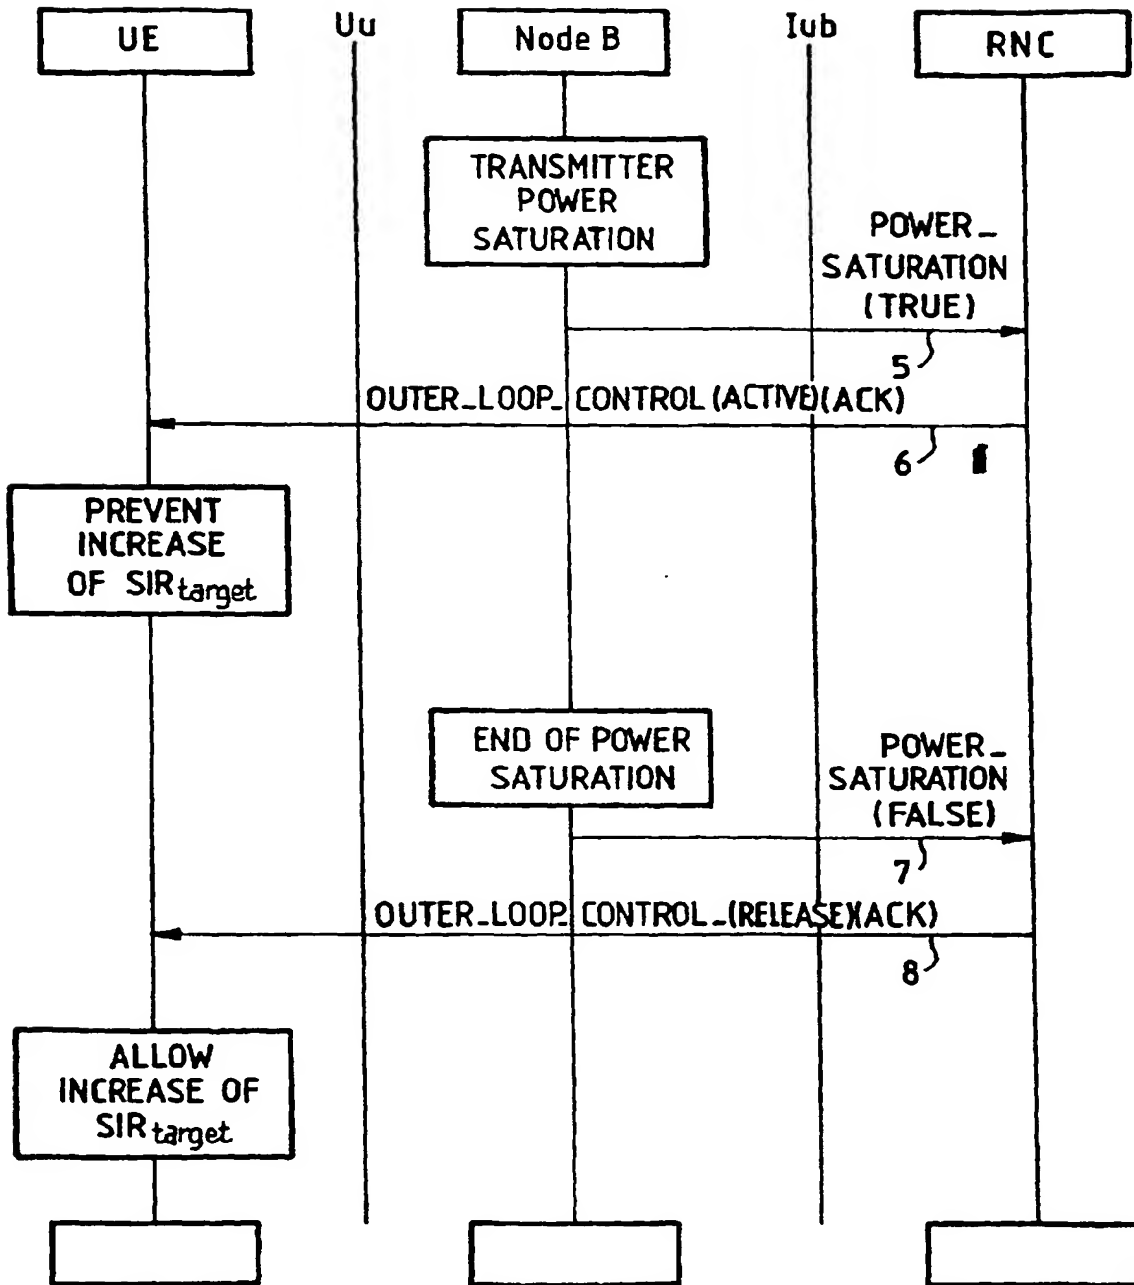 UE
Uu
Node B
Iub
RNC
TRANSMITTER
POWER
SATURATION
POWER_
SATURATION
(TRUE)
5
OUTER_LOOP_CONTROL (ACTIVE)(ACK)
6
PREVENT
INCREASE
OF SIRtarget
END OF POWER
SATURATION
POWER_
SATURATION
(FALSE)
7
OUTER_LOOP_CONTROL_(RELEASE)(ACK)
8
ALLOW
INCREASE OF
SIRtarget